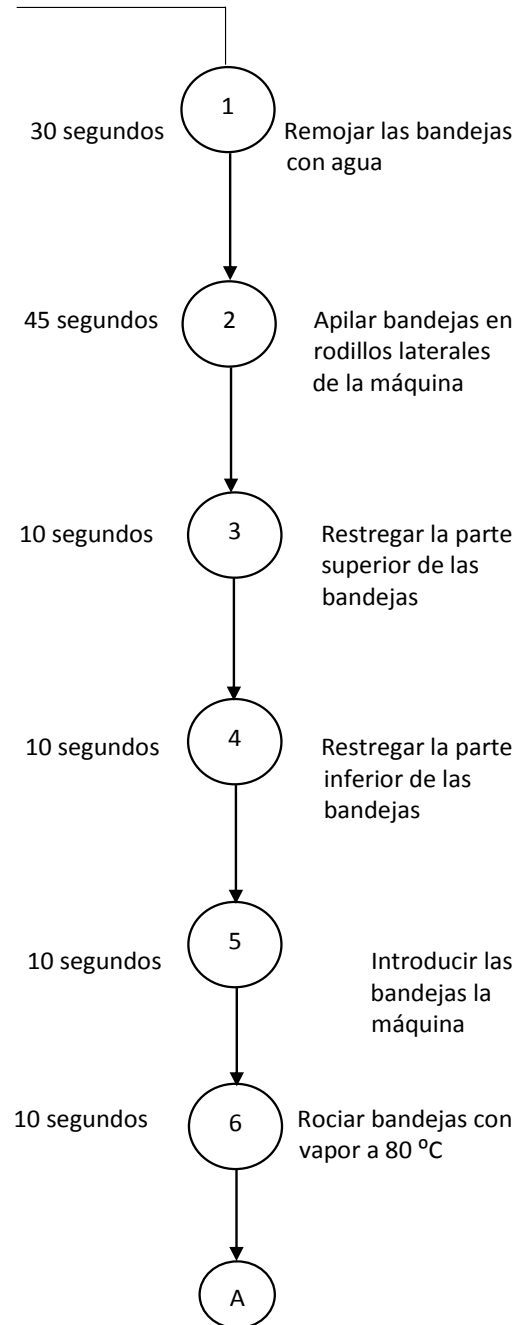 1
30 segundos Remojar las bandejas
con agua
45 segundos 2 Apilar bandejas en
rodillos laterales
de la máquina
10 segundos 3 Restregar la parte
superior de las
bandejas
10 segundos 4 Restregar la parte
inferior de las
bandejas
5
10 segundos Introducir las
bandejas la
máquina
10 segundos 6 Rociar bandejas con
vapor a 80 ºC
A